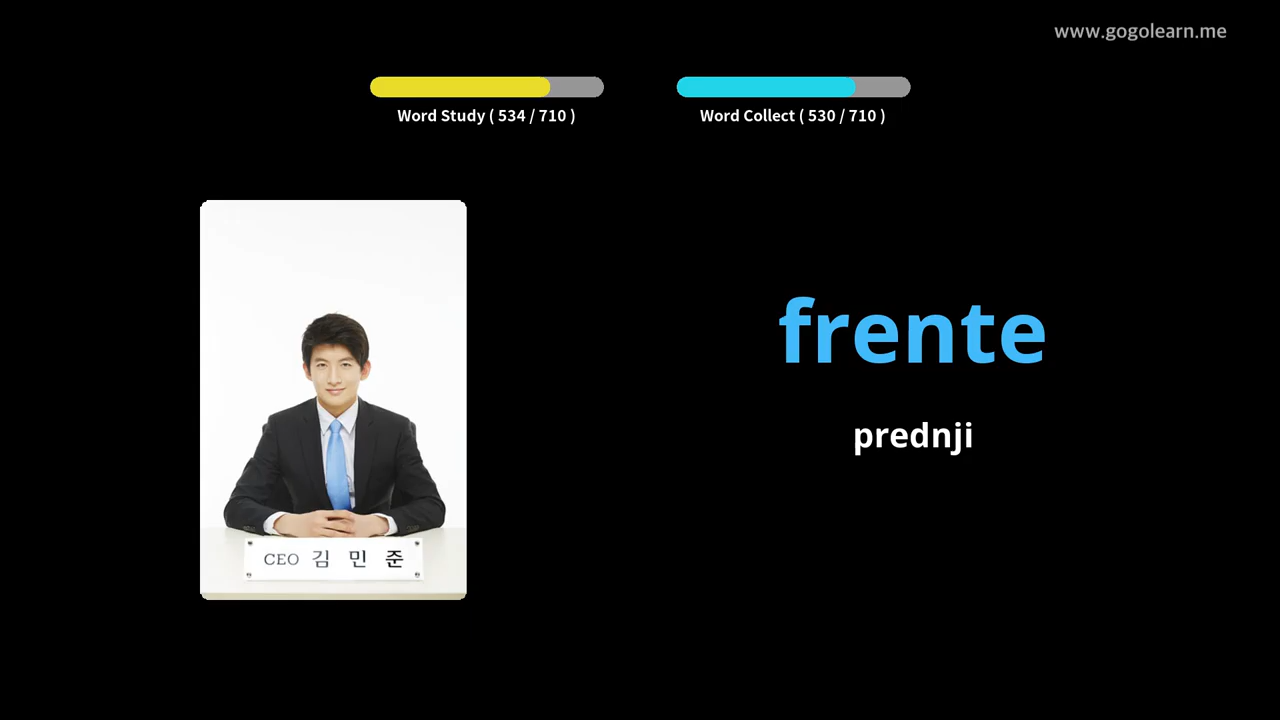 www.gogolearn.me
Word Study ( 534 / 710 )
Word Collect ( 530 / 710 )
frente
prednji
CEO 김 민 준